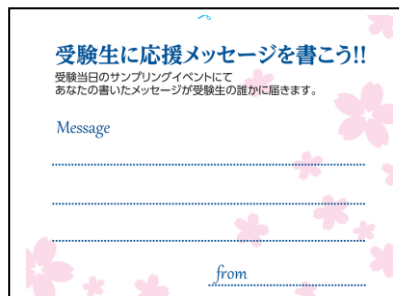 受験生に応援メッセージを書こう!!
受験当日のサンプリングイベントにて
あなたの書いたメッセージが受験生の誰かに届きます。
Message
from